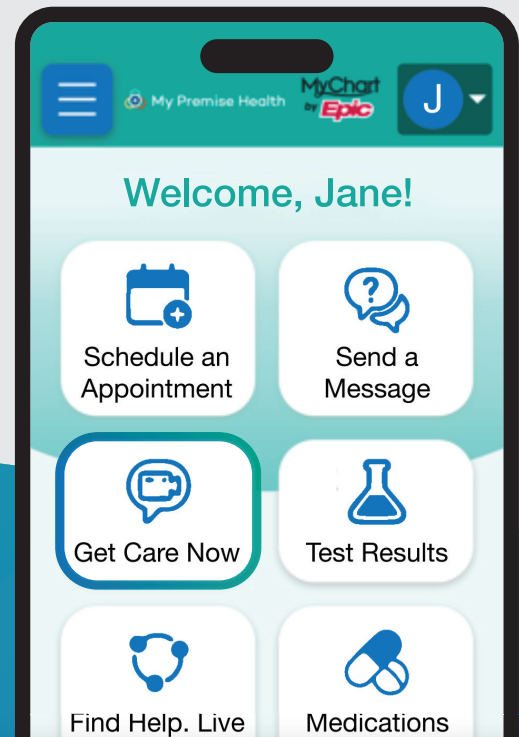 My Premise Health
MyChart
by Epic
J
Welcome, Jane!
Schedule an
Appointment
Send a
Message
?
Get Care Now
Test Results
Find Help. Live
Medications